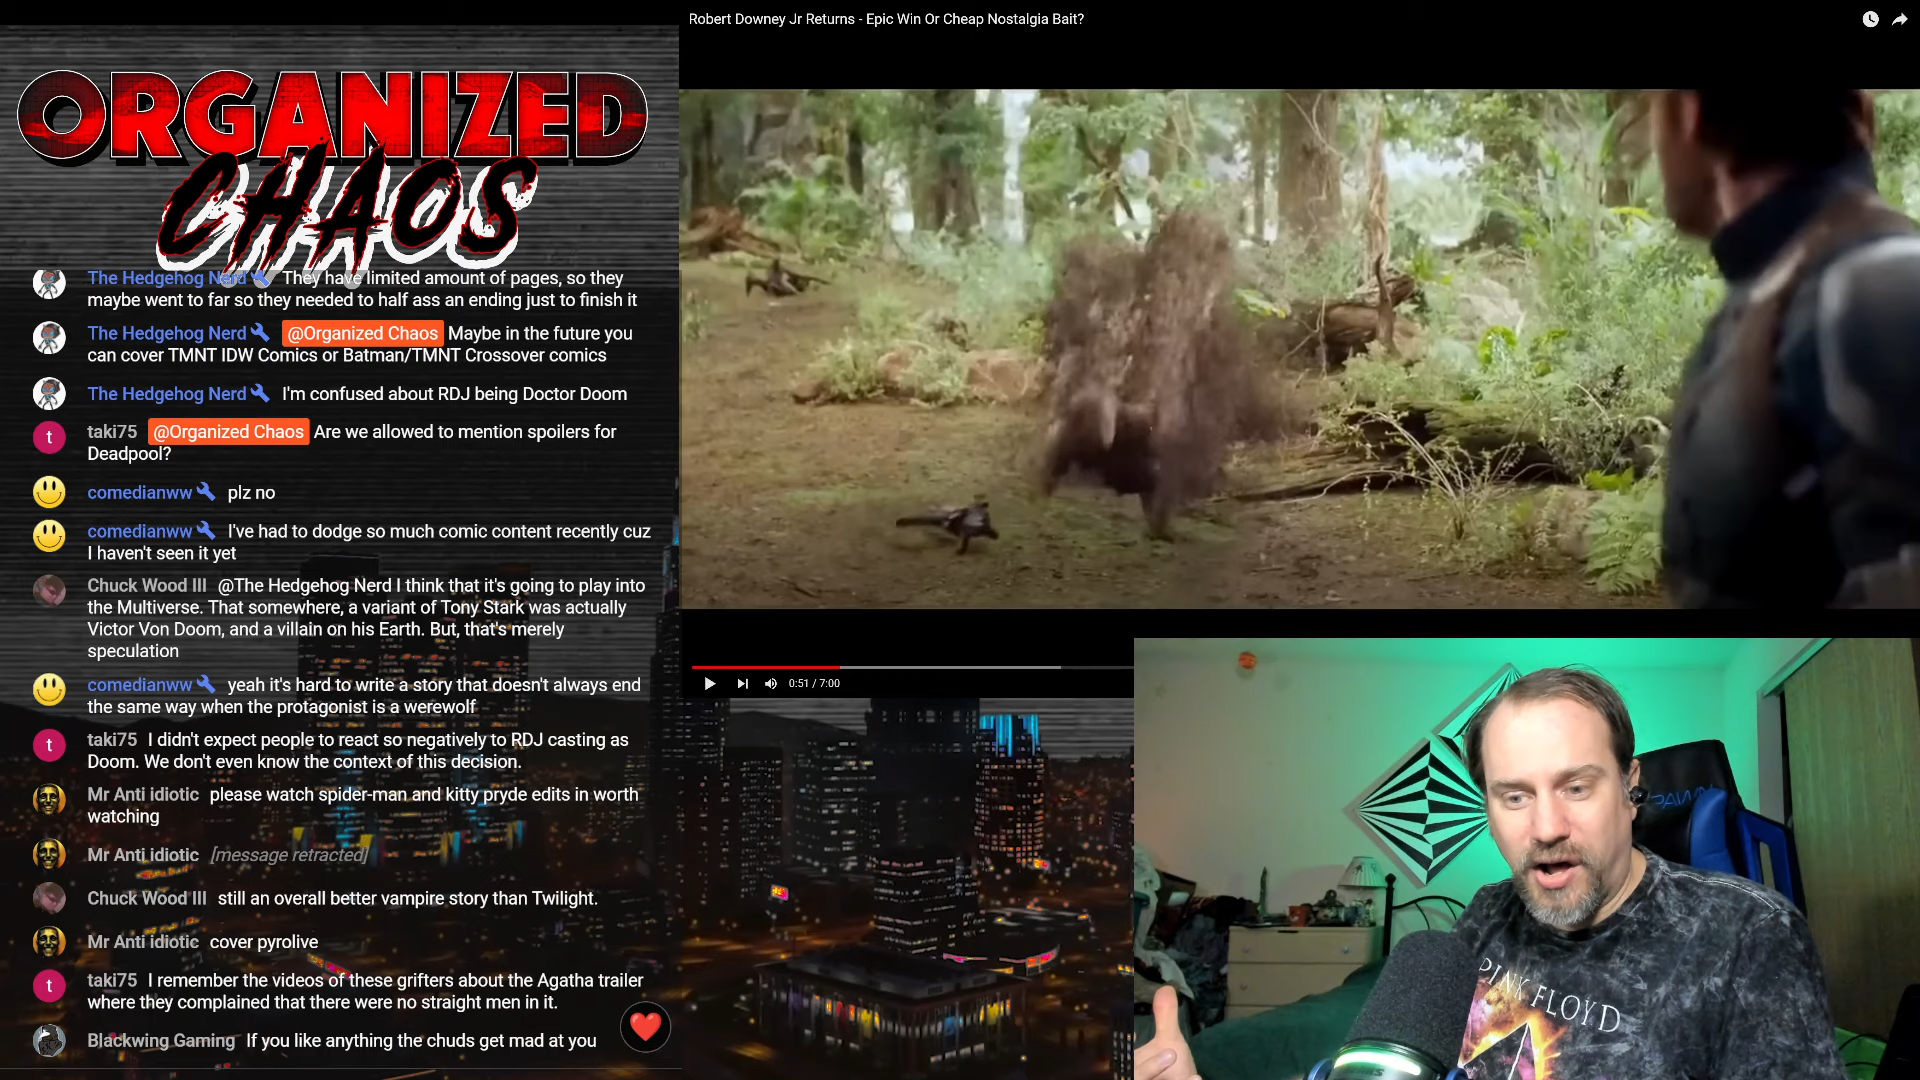 Robert Downey Jr Returns - Epic Win Or Cheap Nostalgia Bait?
ORGANIZED
CHAOS
The Hedgehog Nerd They have limited amount of pages, so they
maybe went to far so they needed to half ass an ending just to finish it
The Hedgehog Nerd @Organized Chaos Maybe in the future you
can cover TMNT IDW Comics or Batman/TMNT Crossover comics
The Hedgehog Nerd I'm confused about RDJ being Doctor Doom
t taki75 @Organized Chaos Are we allowed to mention spoilers for
Deadpool?
comedianww plz no
comedianww I've had to dodge so much comic content recently cuz
I haven't seen it yet
Chuck Wood III @The Hedgehog Nerd I think that it's going to play into
the Multiverse. That somewhere, a variant of Tony Stark was actually
Victor Von Doom, and a villain on his Earth. But, that's merely
speculation
comedianww yeah it's hard to write a story that doesn't always end
the same way when the protagonist is a werewolf
t taki75 I didn't expect people to react so negatively to RDJ casting as
Doom. We don't even know the context of this decision.
Mr Anti idiotic please watch spider-man and kitty pryde edits in worth
watching
Mr Anti idiotic [message retracted]
Chuck Wood III still an overall better vampire story than Twilight.
Mr Anti idiotic cover pyrolive
t taki75 I remember the videos of these grifters about the Agatha trailer
where they complained that there were no straight men in it.
Blackwing Gaming If you like anything the chuds get mad at you
0:51 / 7:00
PINK FLOYD